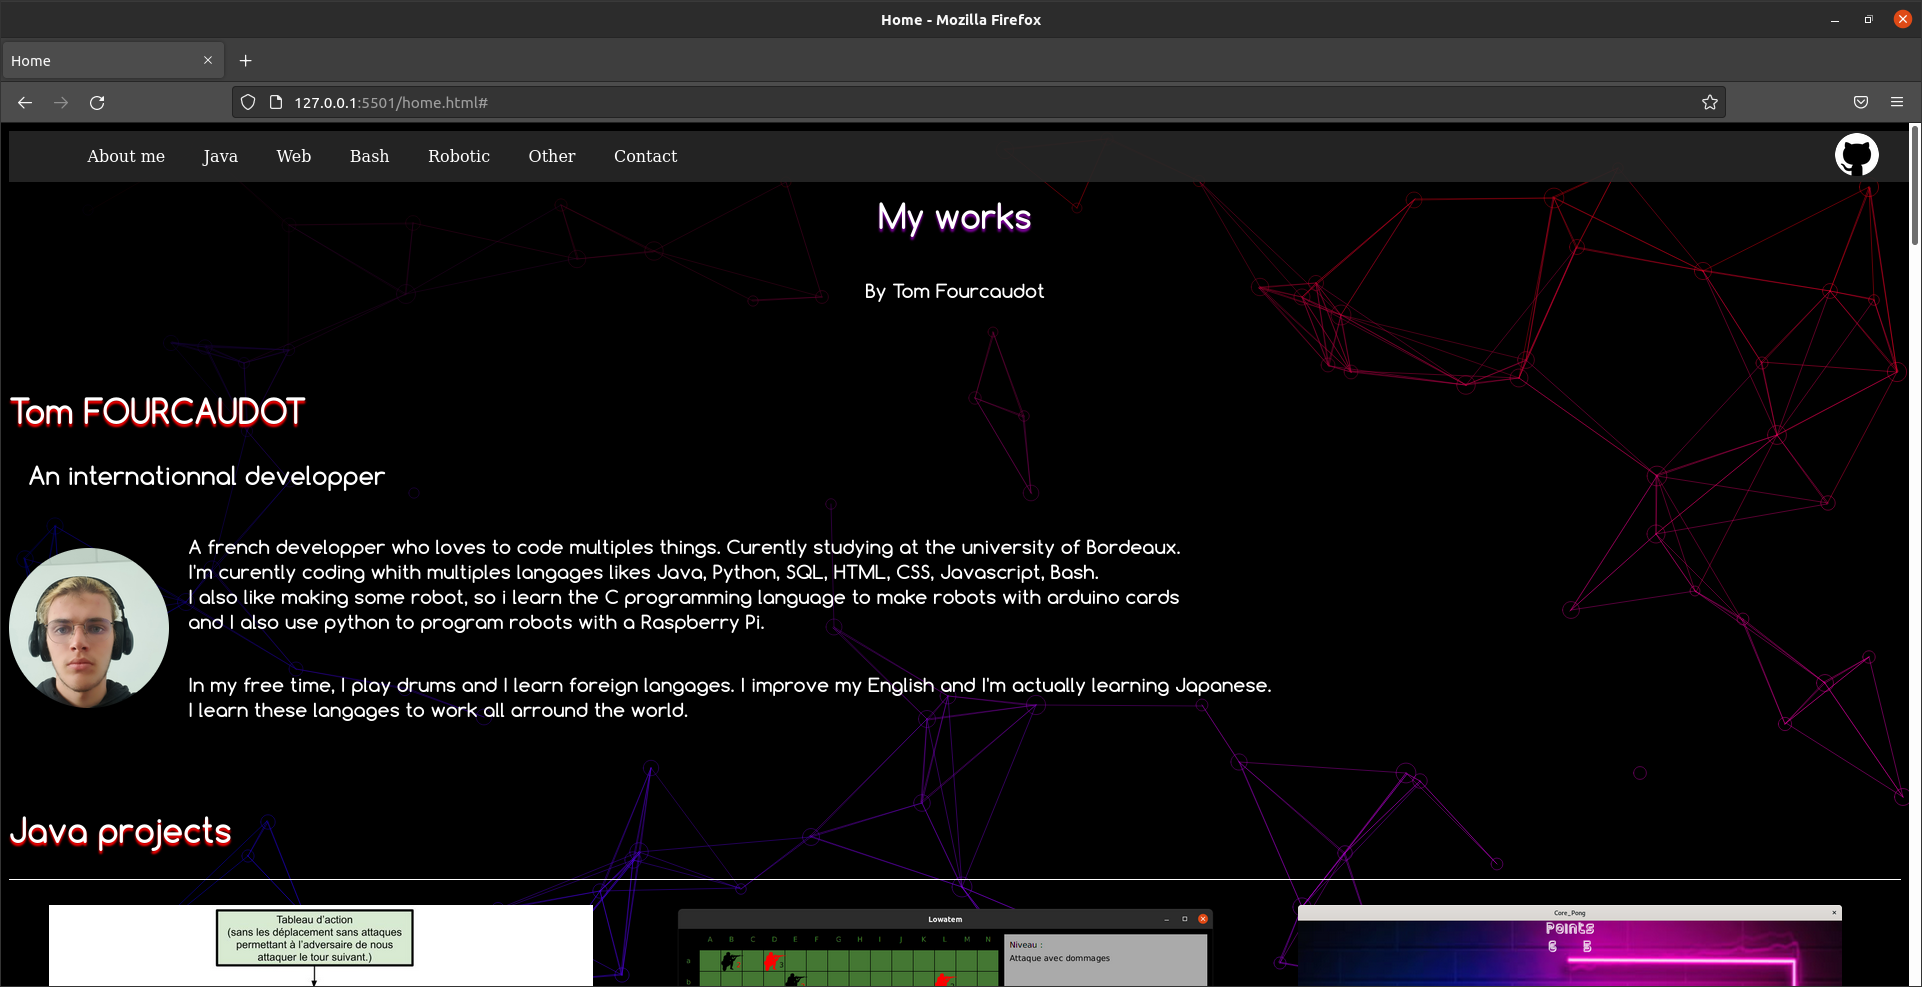 Home - Mozilla Firefox
Home
127.0.0.1:5501/home.html#
About me Java Web Bash Robotic Other Contact
My works
By Tom Fourcaudot
Tom FOURCAUDOT
An internationnal developper
A french developper who loves to code multiples things. Curently studying at the university of Bordeaux.
I'm curently coding whith multiples langages likes Java, Python, SQL, HTML, CSS, Javascript, Bash.
I also like making some robot, so i learn the C programming language to make robots with arduino cards
and I also use python to program robots with a Raspberry Pi.
In my free time, I play drums and I learn foreign langages. I improve my English and I'm actually learning Japanese.
I learn these langages to work all arround the world.
Java projects
Tableau d'action
(sans les déplacement sans attaques
permettant à l'adversaire de nous
attaquer le tour suivant.)
Lowatem
A B C D E F G H I J K L M N
a
b
3
Niveau :
Attaque avec dommages
Core_Pong
Points